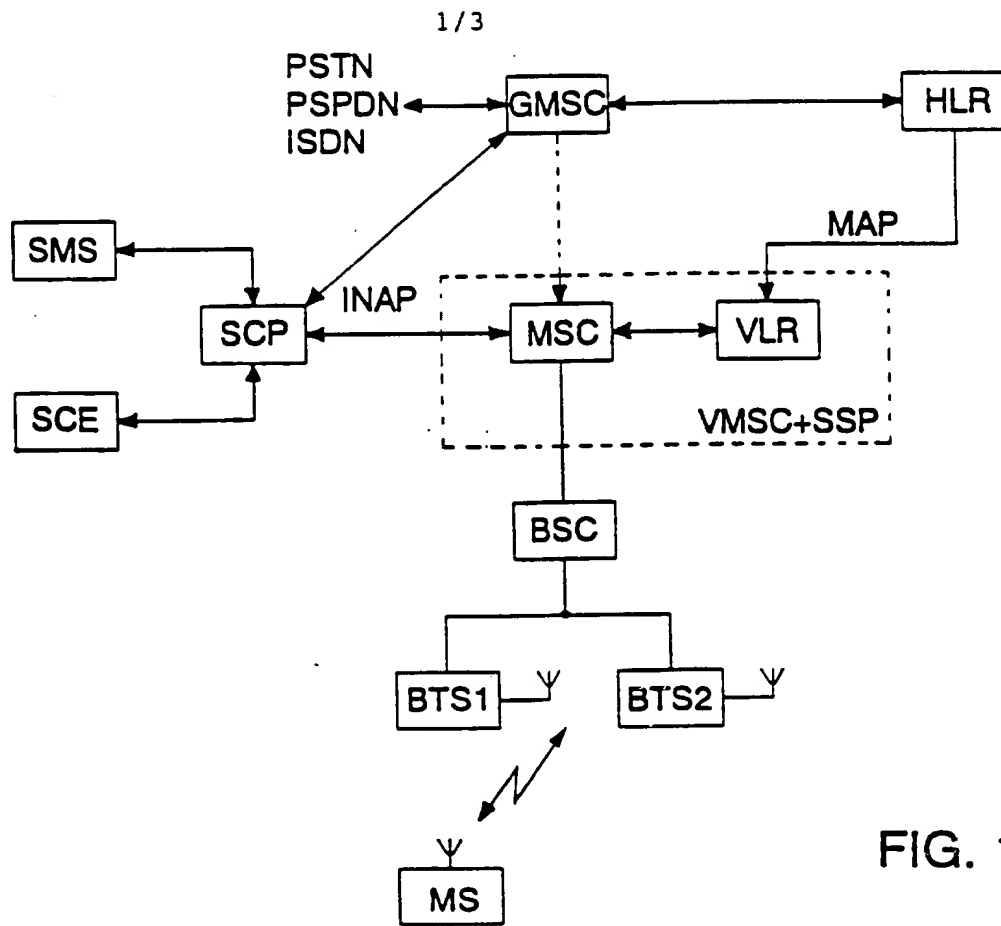 1/3
PSTN
PSPDN
ISDN
GMSC
HLR
MAP
SMS
INAP
SCP
MSC
VLR
SCE
VMSC+SSP
BSC
BTS1
BTS2
MS
FIG.